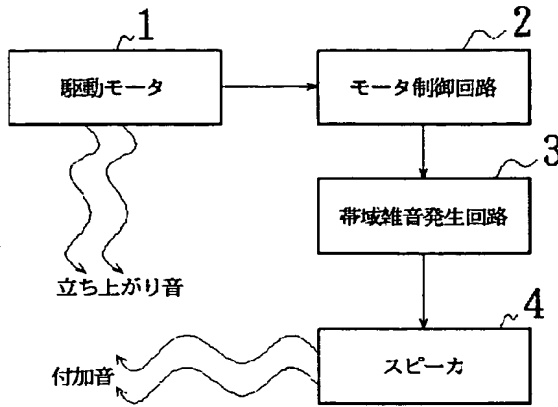 1
駆動モータ
2
モータ制御回路
3
帯域雑音発生回路
立ち上がり音
4
スピーカ
付加音